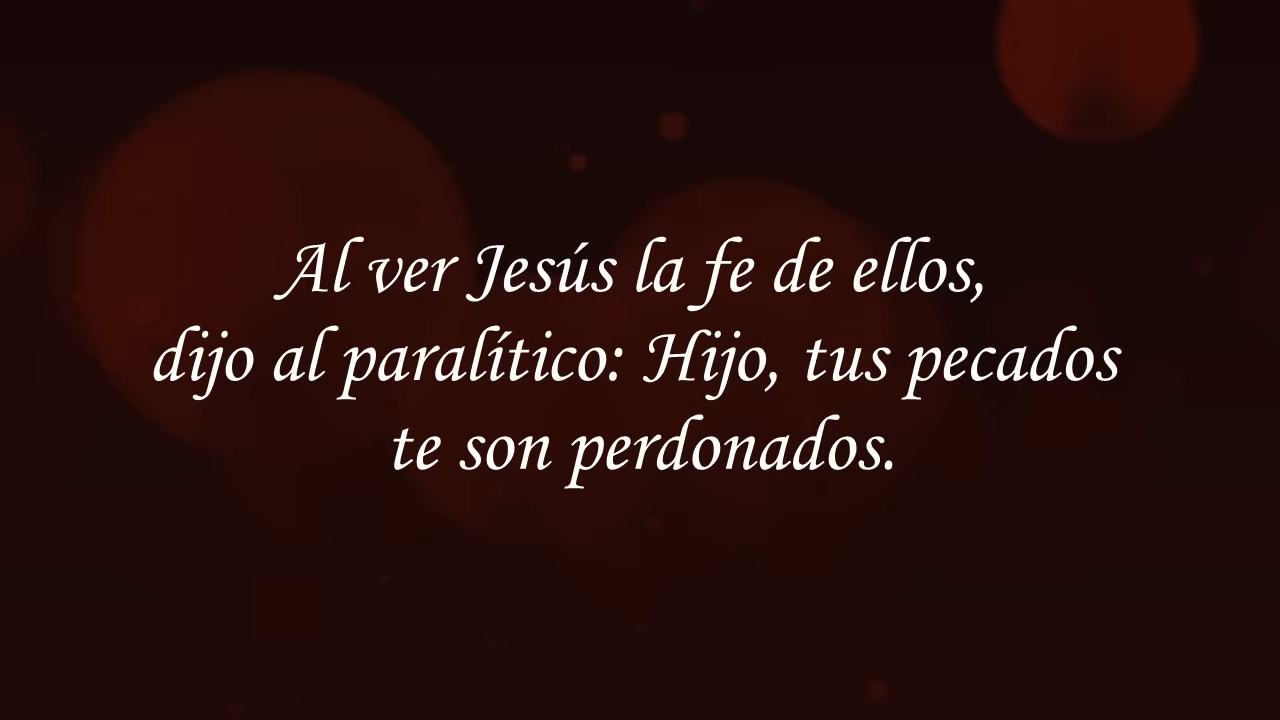 Al ver Jesús la fe de ellos,
dijo al paralítico: Hijo, tus pecados
te son perdonados.